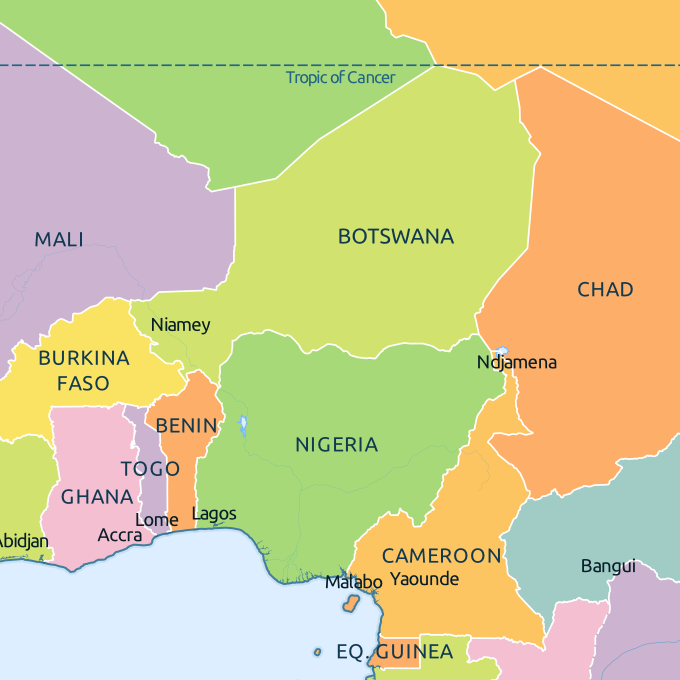 Tropic of Cancer
MALI
BOTSWANA
CHAD
Niamey
BURKINA
FASO
Ndjamena
BENIN
NIGERIA
TOGO
GHANA
Lome
Lagos
Accra
Abidjan
CAMEROON
Bangui
Malabo
Yaounde
EQ. GUINEA